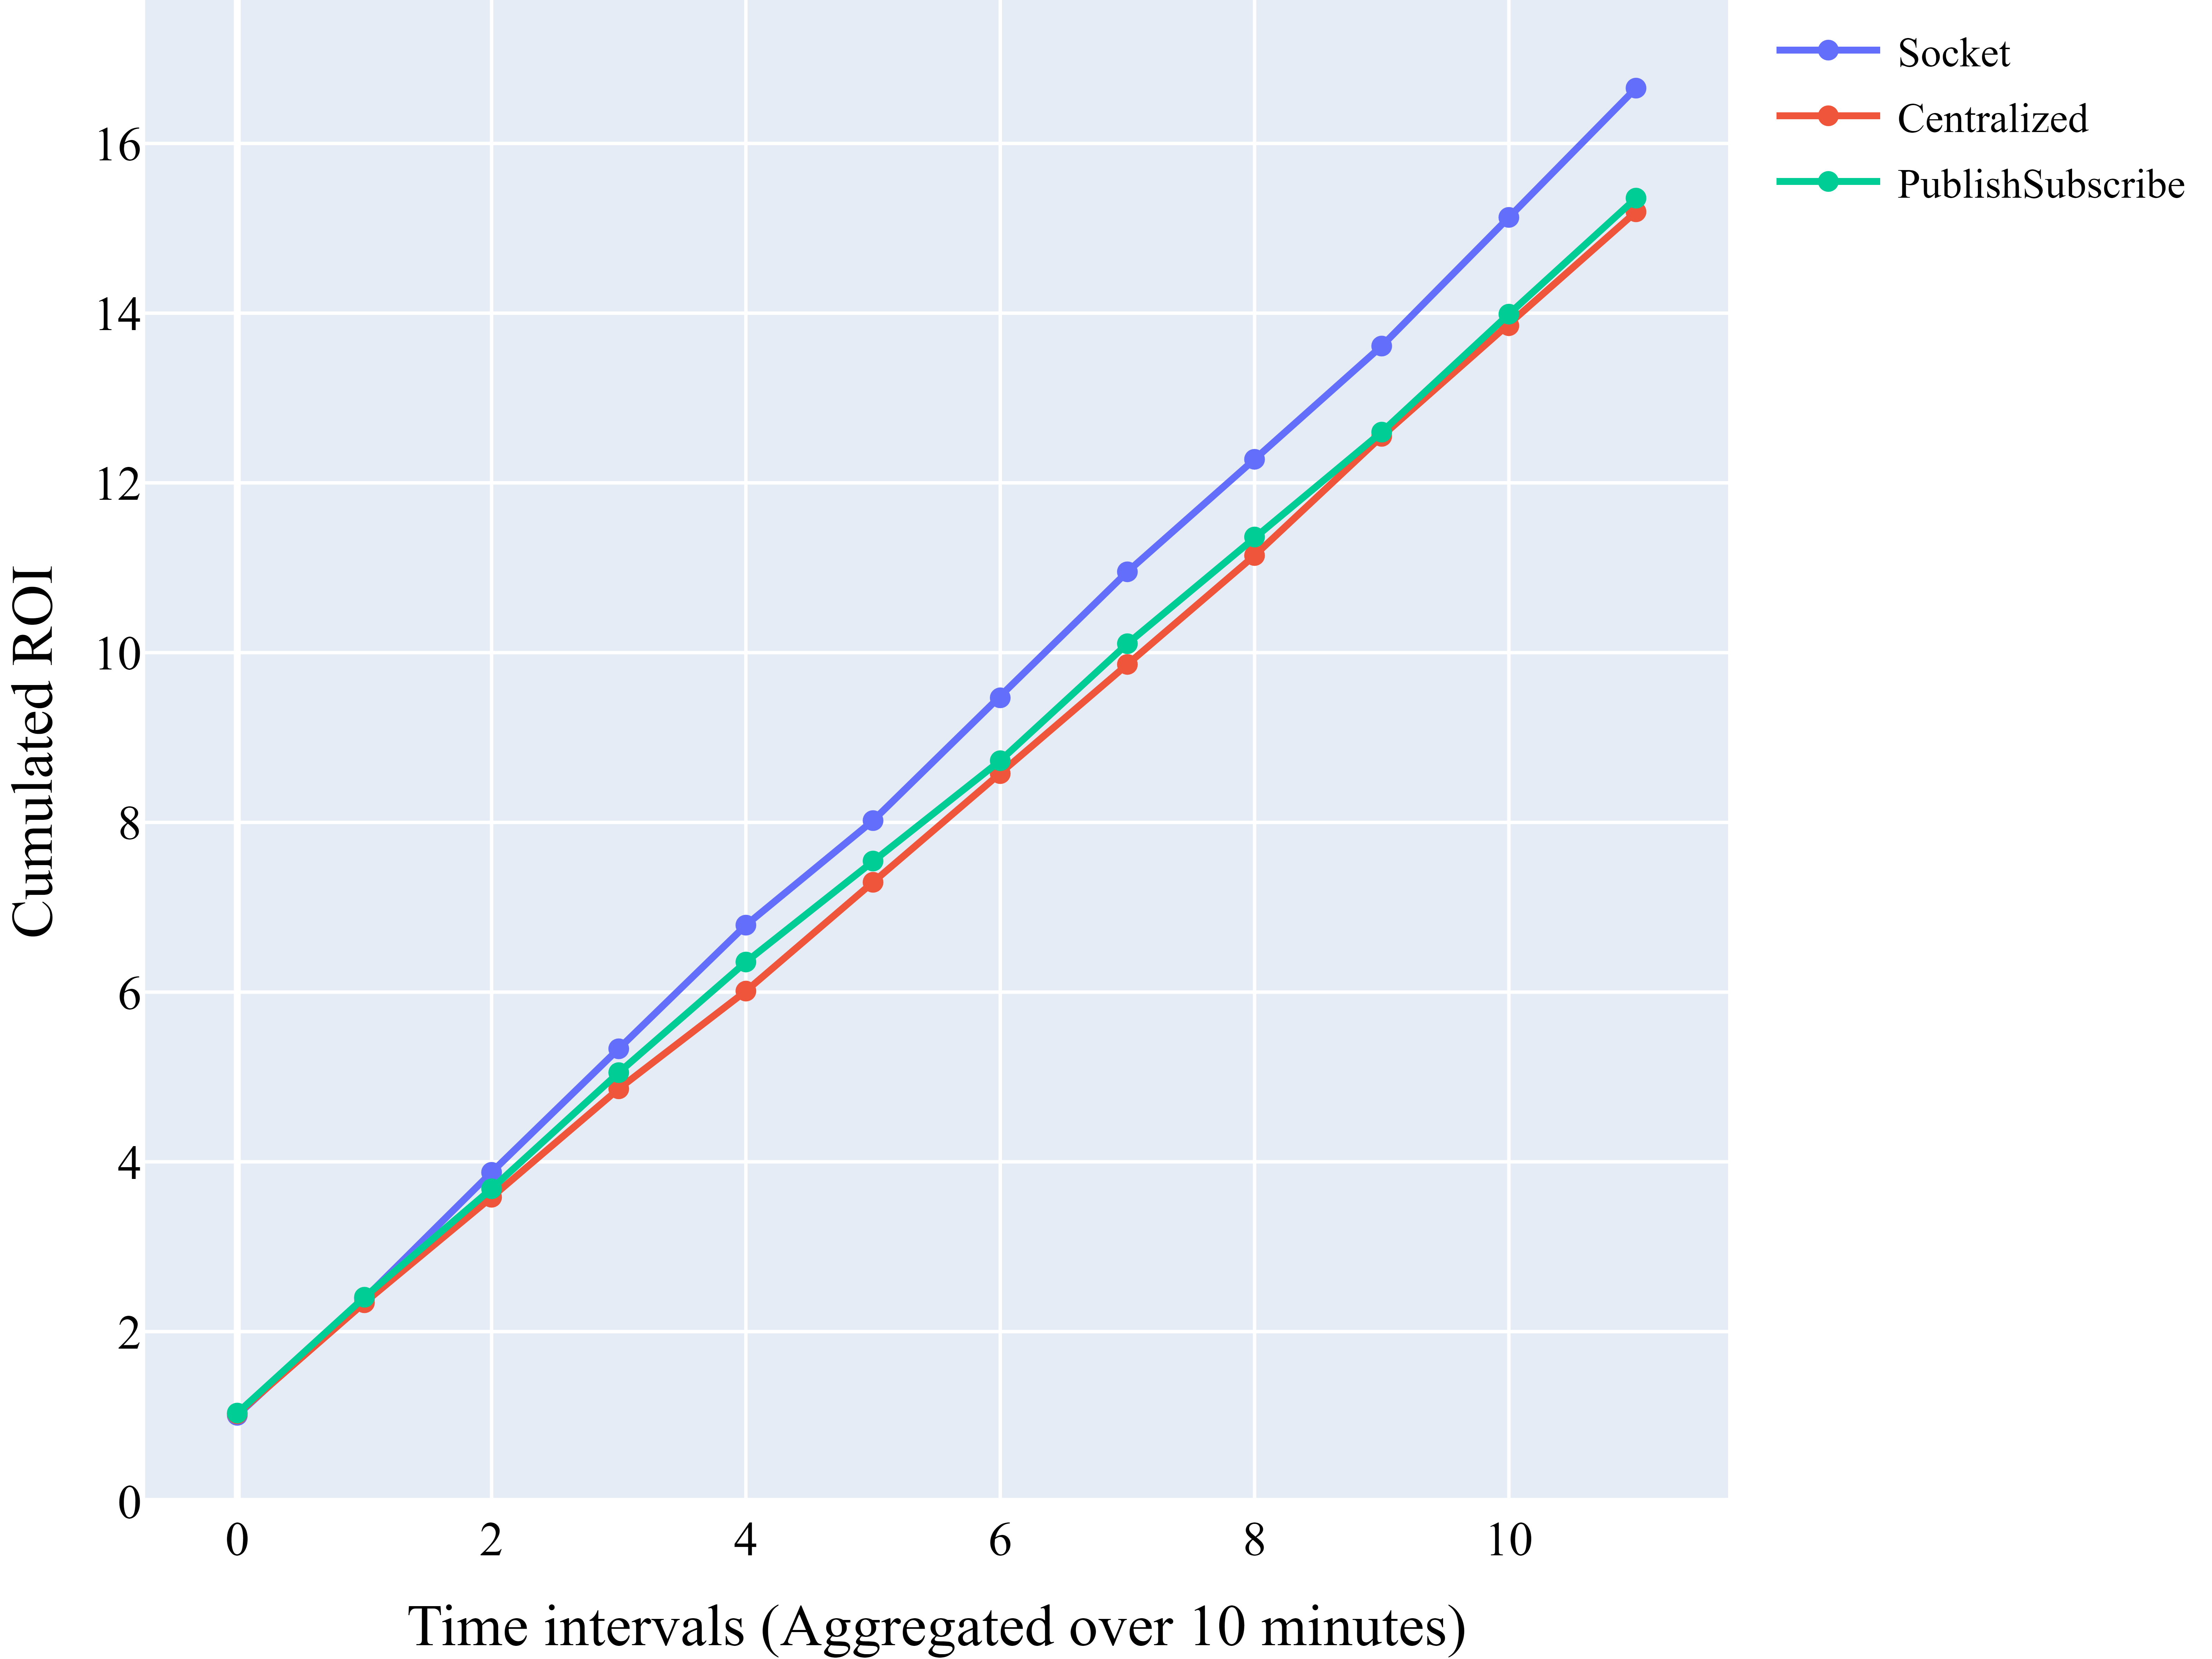 Socket
Centralized
PublishSubscribe
Cumulated ROI
16
14
12
10
8
6
4
2
0
0 2 4 6 8 10
Time intervals (Aggregated over 10 minutes)